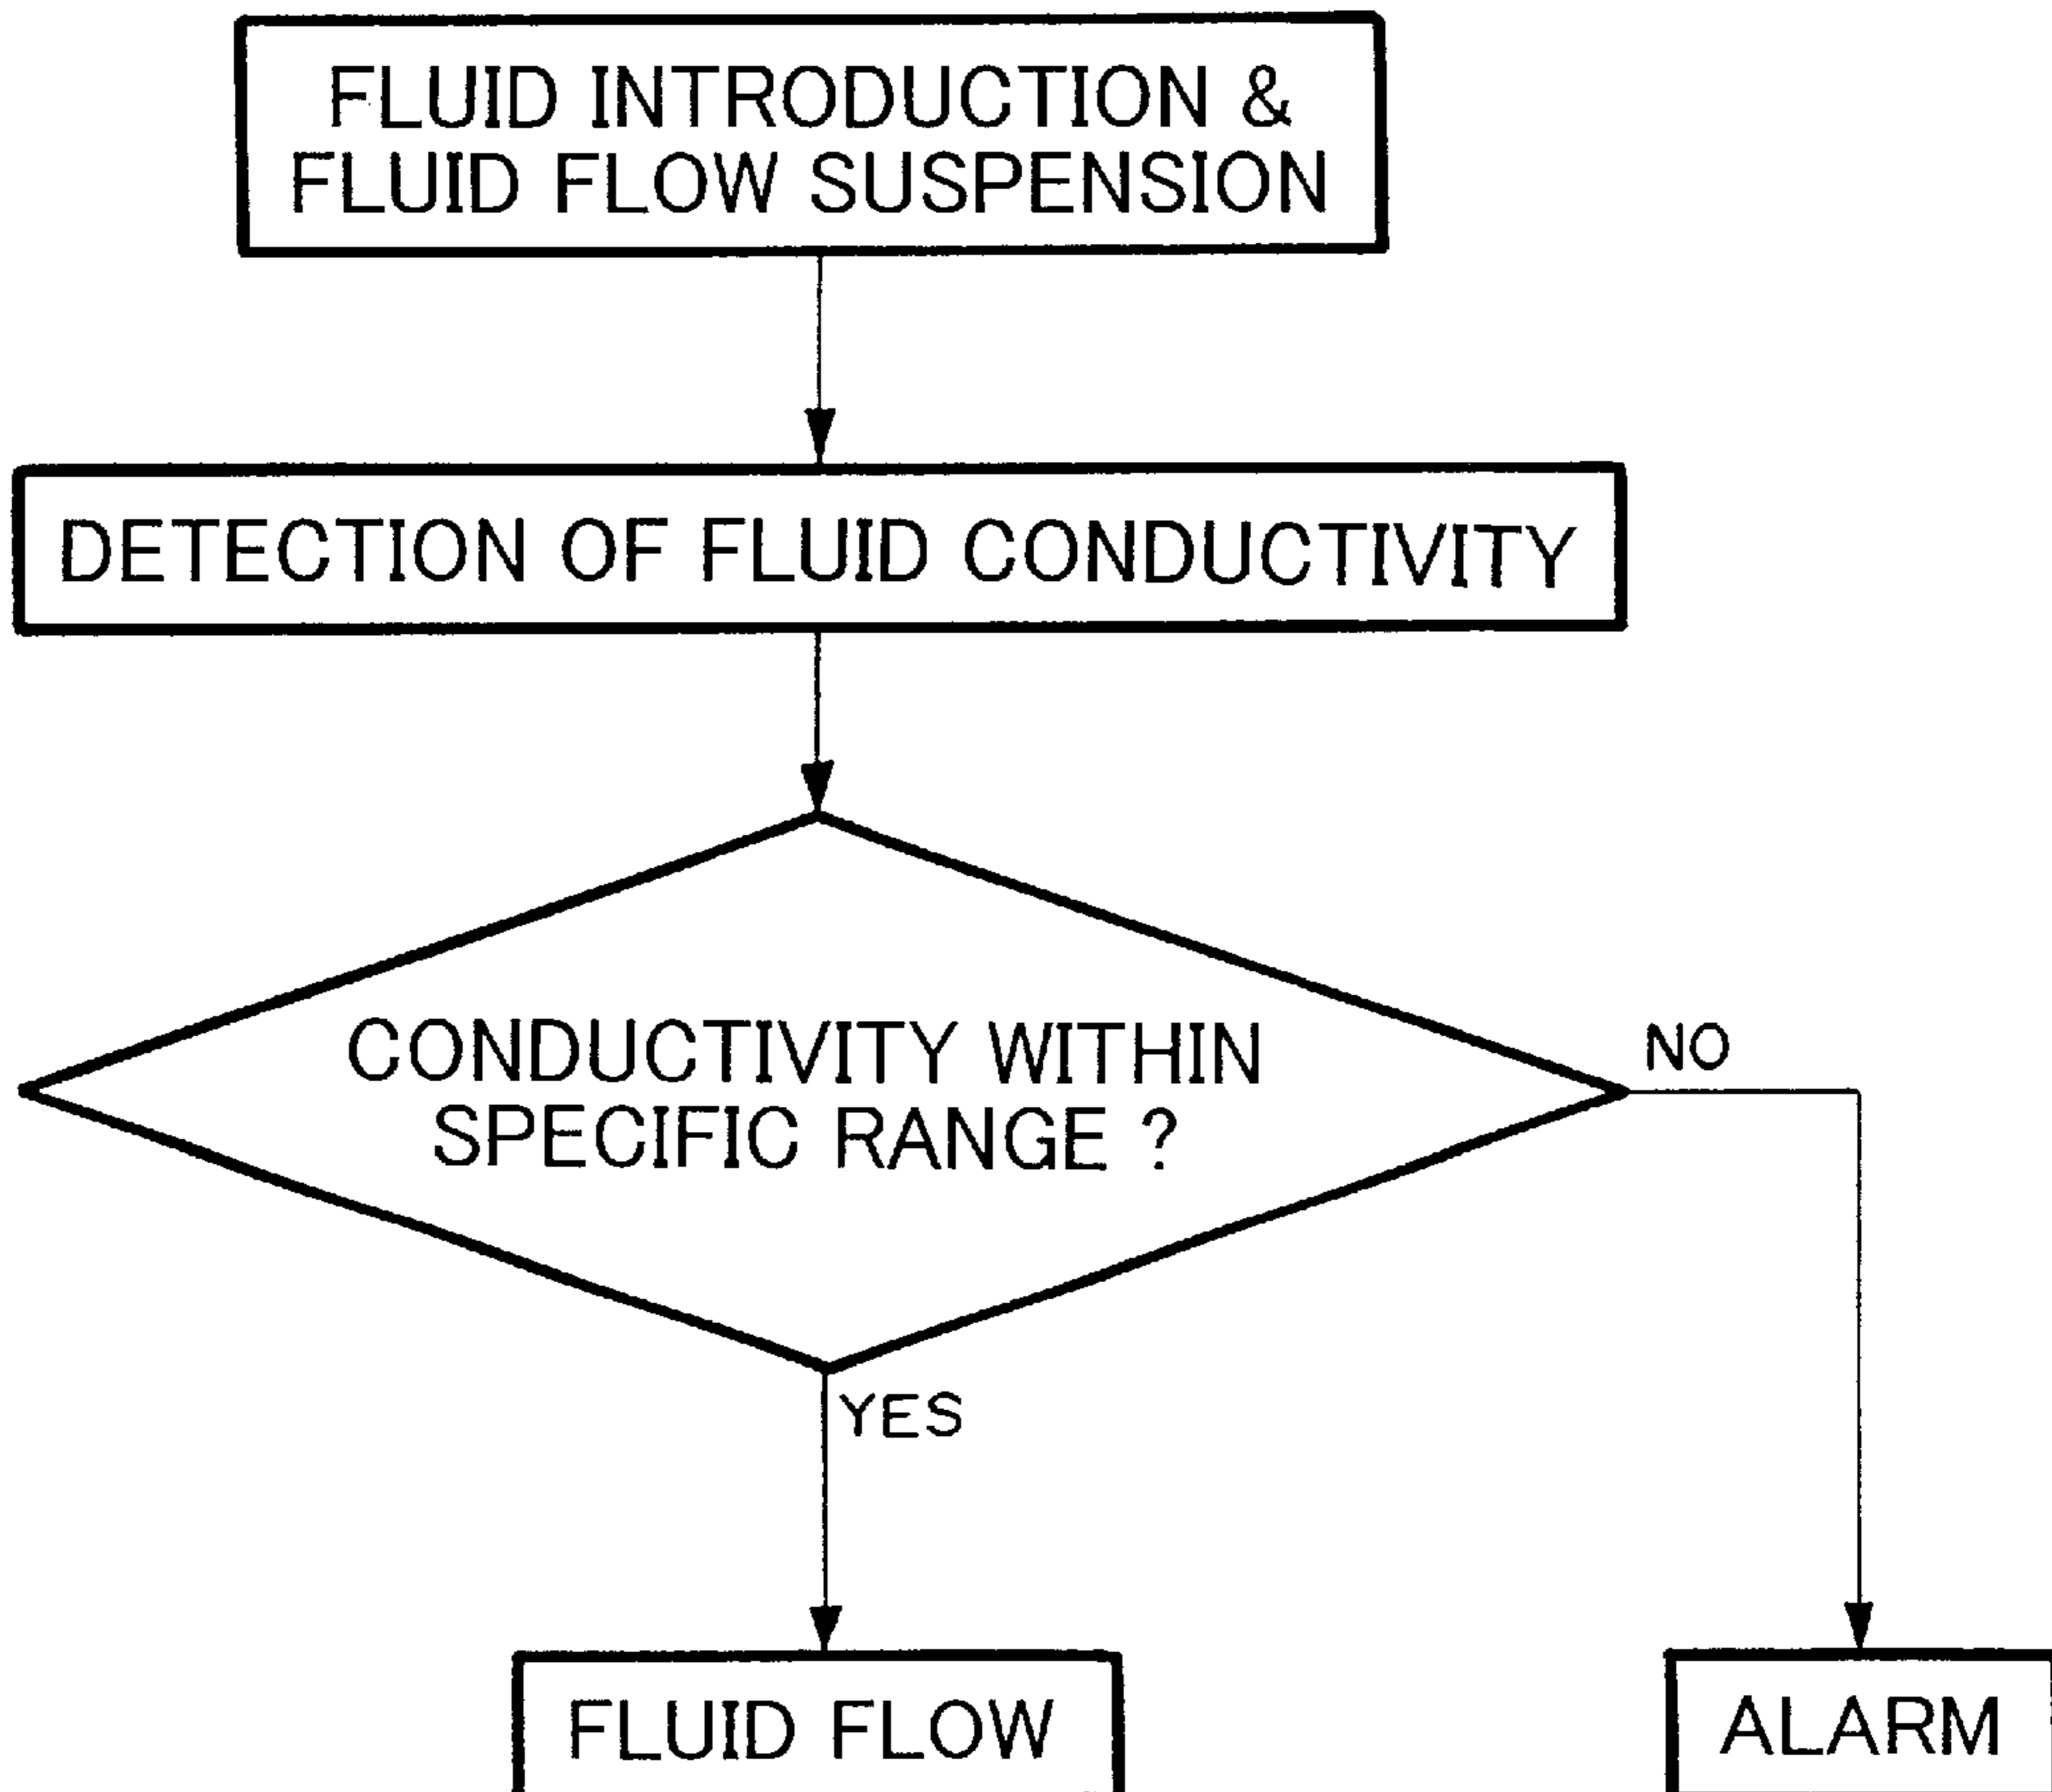 FLUID INTRODUCTION &
FLUID FLOW SUSPENSION
DETECTION OF FLUID CONDUCTIVITY
CONDUCTIVITY WITHIN
SPECIFIC RANGE ?
NO
YES
FLUID FLOW
ALARM